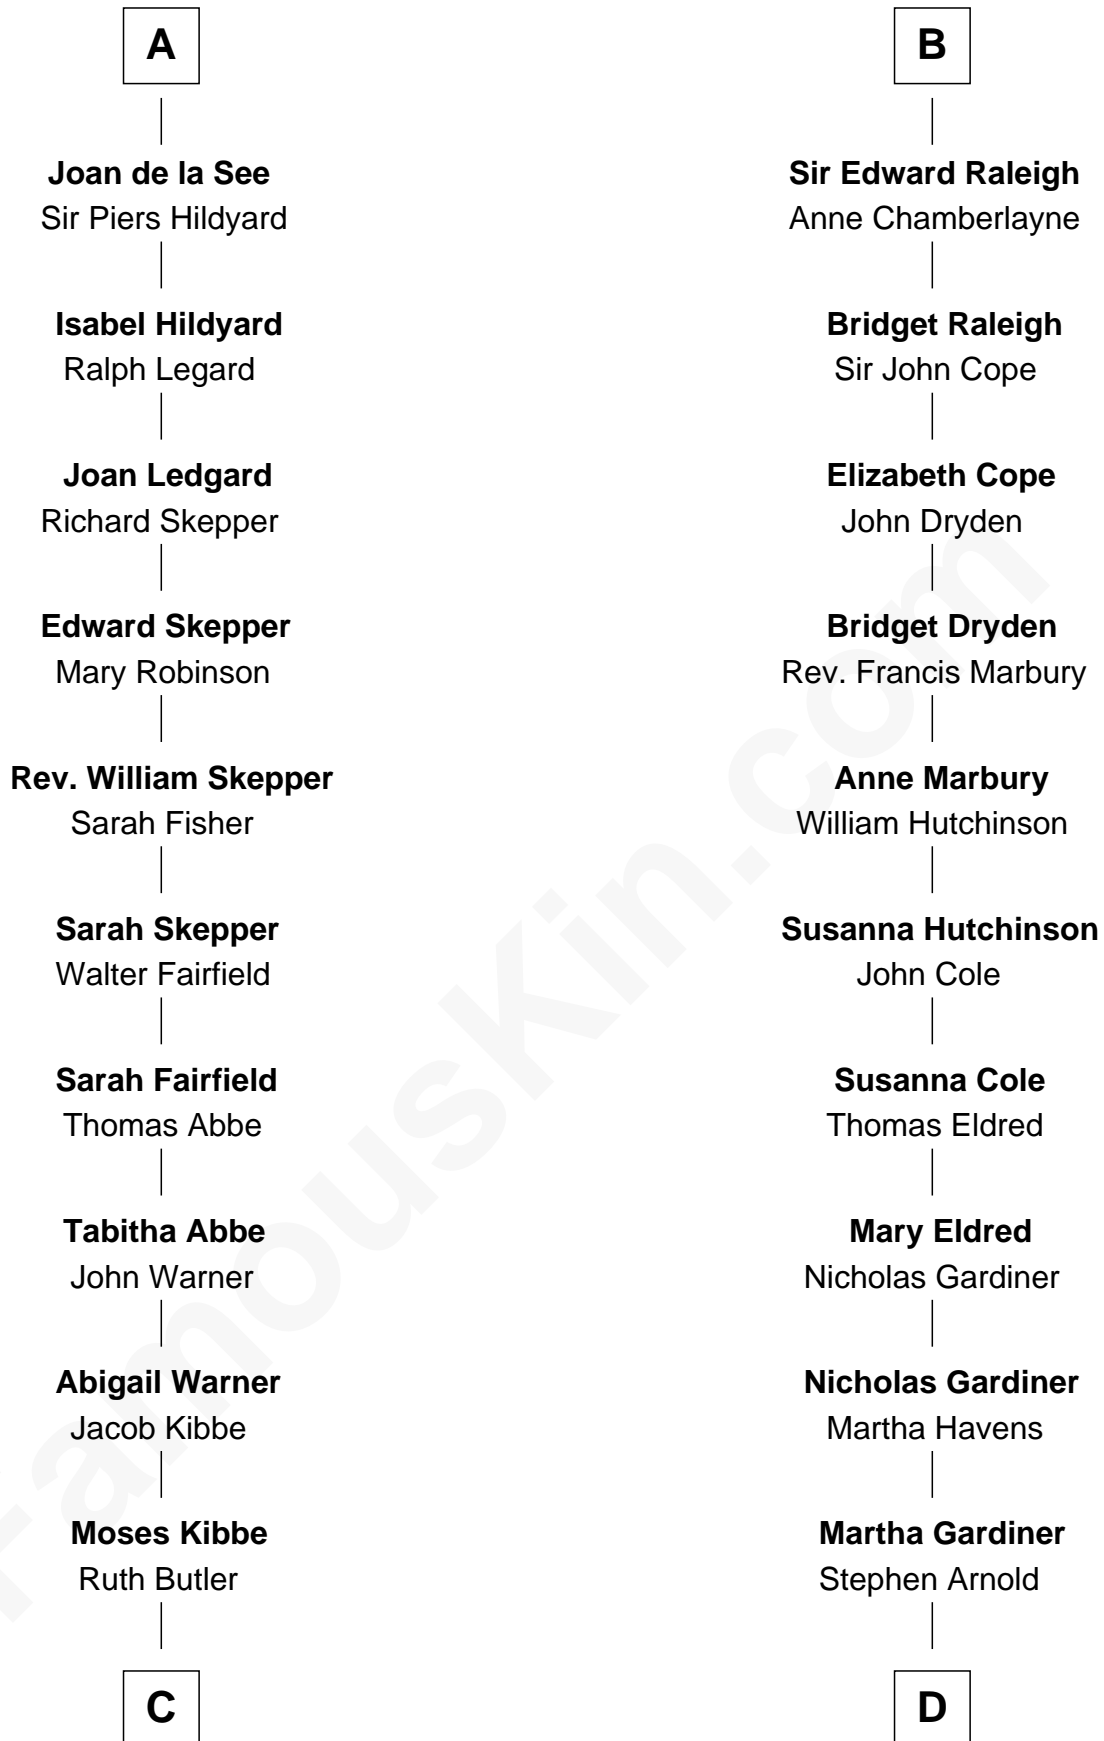 A
Joan de la See
Sir Piers Hildyard
Isabel Hildyard
Ralph Legard
Joan Ledgard
Richard Skepper
Edward Skepper
Mary Robinson
Rev. William Skepper
Sarah Fisher
Sarah Skepper
Walter Fairfield
Sarah Fairfield
Thomas Abbe
Tabitha Abbe
John Warner
Abigail Warner
Jacob Kibbe
Moses Kibbe
Ruth Butler
C
B
Sir Edward Raleigh
Anne Chamberlayne
Bridget Raleigh
Sir John Cope
Elizabeth Cope
John Dryden
Bridget Dryden
Rev. Francis Marbury
Anne Marbury
William Hutchinson
Susanna Hutchinson
John Cole
Susanna Cole
Thomas Eldred
Mary Eldred
Nicholas Gardiner
Nicholas Gardiner
Martha Havens
Martha Gardiner
Stephen Arnold
D
FamousKin.com